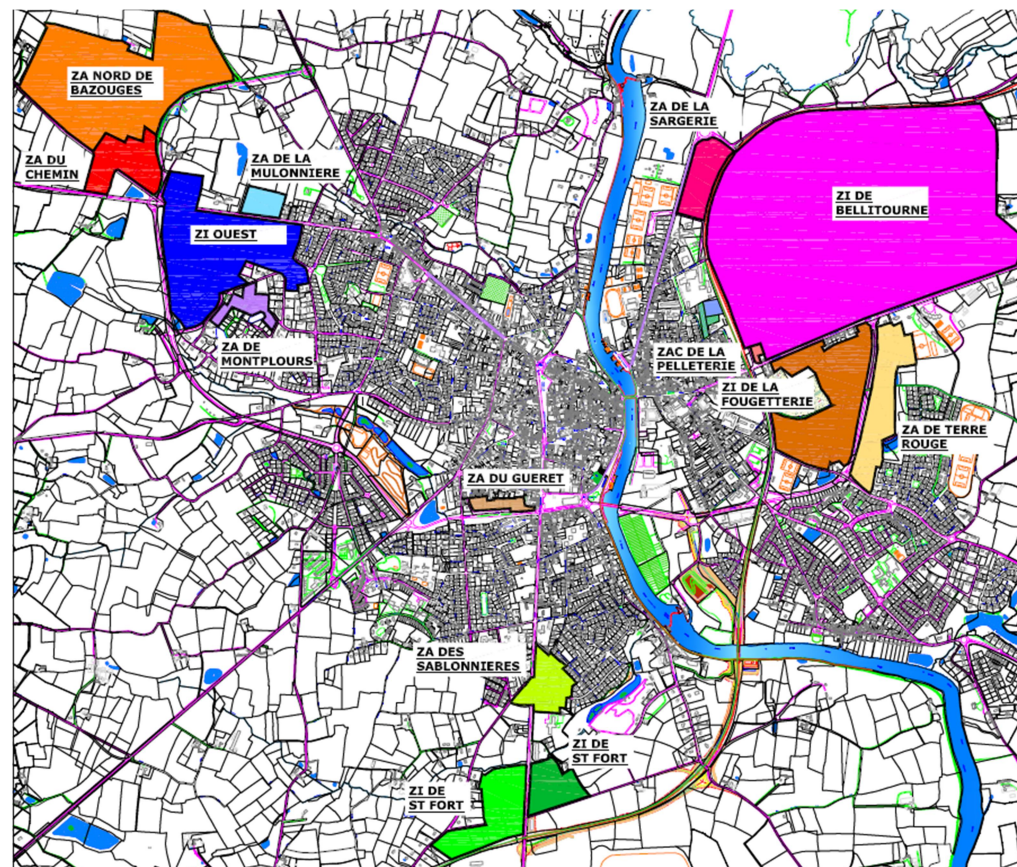 ZA NORD DE
BAZOUGES
ZA DE LA
SARGERIE
ZA DU
CHEMIN
ZA DE LA
MULONNIERE
ZI DE
BELLITOURNE
ZI OUEST
ZA DE
MONTPLOURS
ZAC DE LA
PELLETERIE
ZI DE LA
FOUGETTERIE
ZA DE TERRE
ROUGE
ZA DU GUERET
ZA DES
SABLONNIERES
ZI DE
ST FORT
ZI DE
ST FORT